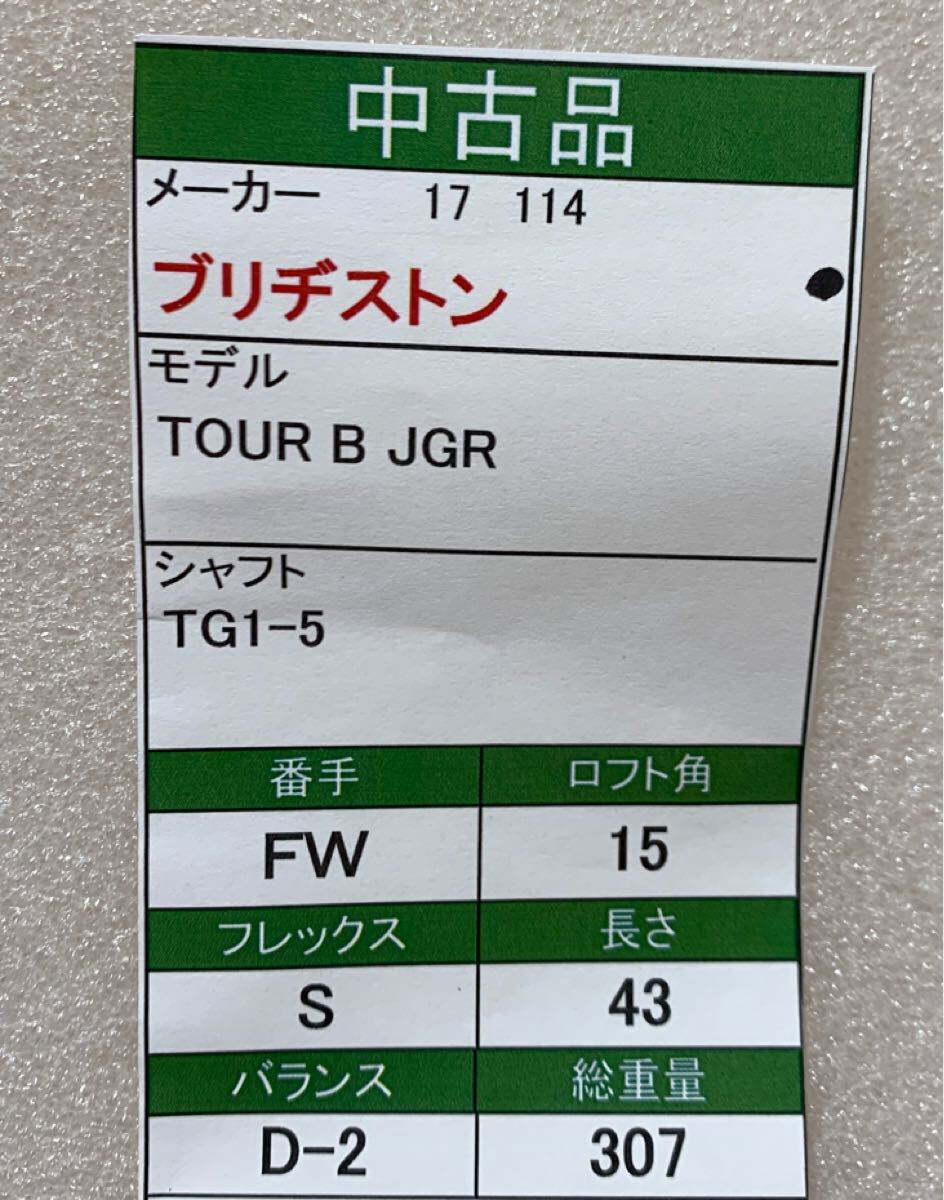 中古品
メーカー 17 114
ブリヂストン
モデル
TOUR B JGR
シャフト
TG1-5
番手 ロフト角
FW 15
フレックス 長さ
S 43
バランス 総重量
D-2 307